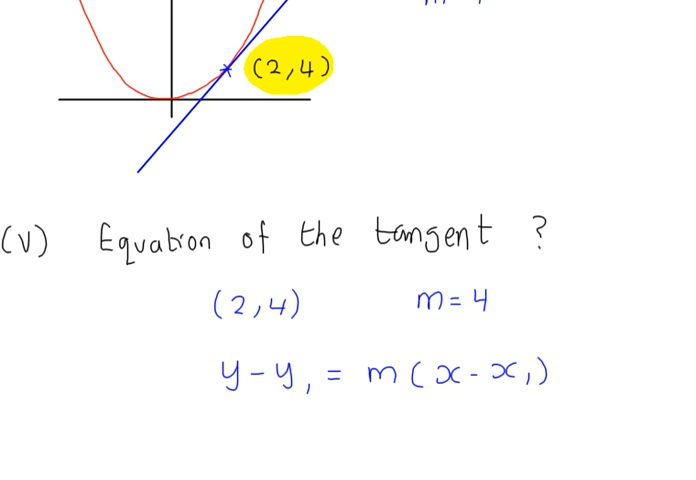 (2,4)
(V) Equation of the tangent ?
(2,4) m = 4
y - y₁ = m ( x - x₁)